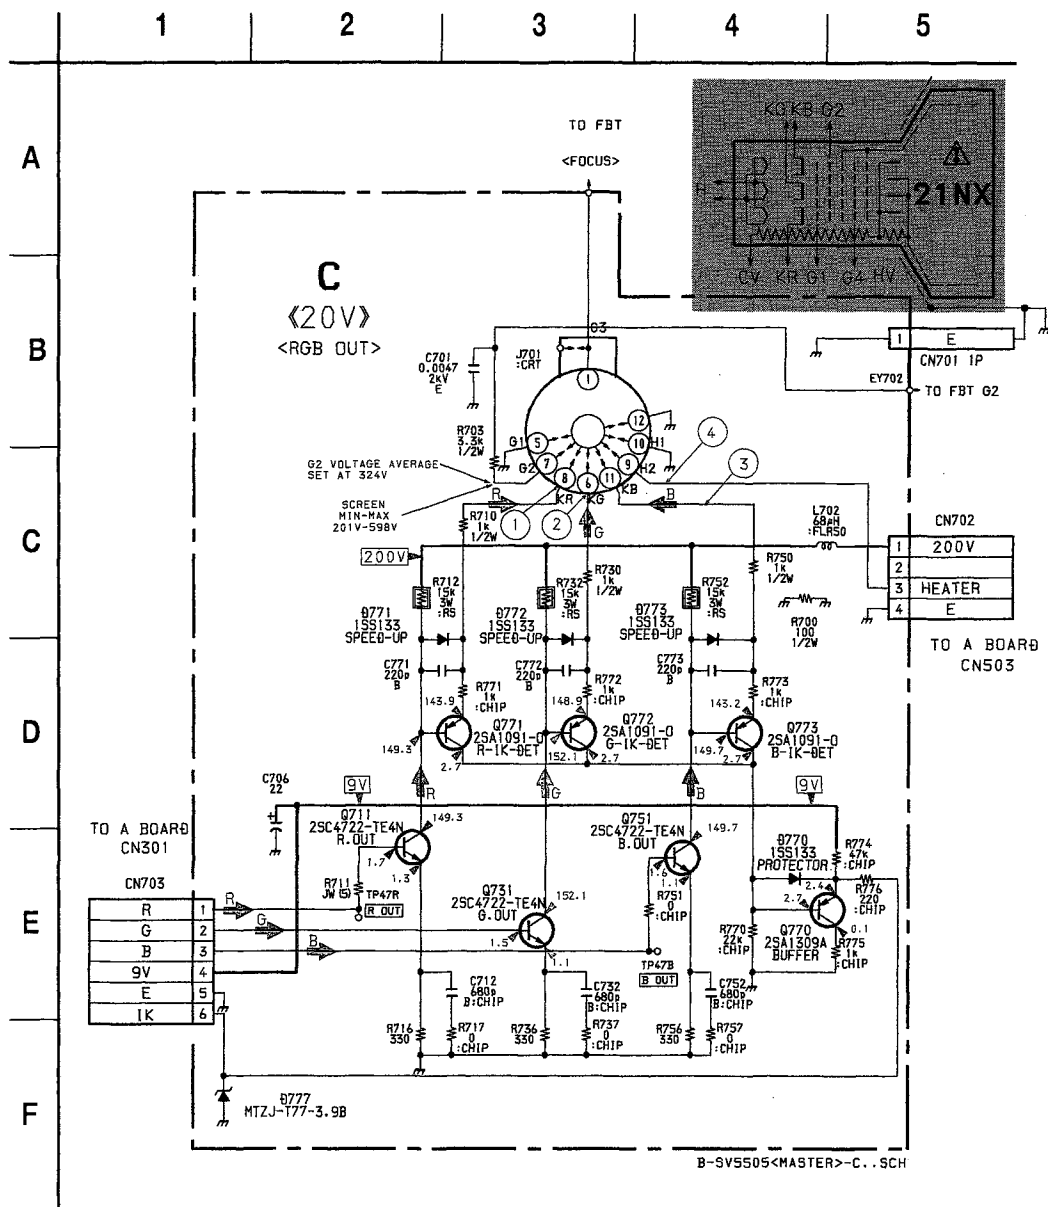 1 2 3 4 5
A
B
C
D
E
F
TO FBT
<FOCUS>
KG KB G2
H
21NX
CV KR G1 G4 HV
C
《20V》
<RGB OUT>
G3
C701
0.0047
2kV
E
J701
:CRT
1
1 E
CN701 1P
EY702
TO FBT G2
R703
3.3k
1/2W
12
G1 5
10 H1
G2 7
9 H2
8
6
11
KR
KG
KB
4
3
1
2
G2 VOLTAGE AVERAGE
SET AT 324V
SCREEN
MIN-MAX
201V-598V
R
G
B
R710
1k
1/2W
L702
68μH
:FLR50
CN702
1 200V
2
3 HEATER
4 E
TO A BOARD
CN503
200V
R712
15k
3W
:RS
R732
15k
3W
:RS
R730
1k
1/2W
R752
15k
3W
:RS
R750
1k
1/2W
R700
100
1/2W
D771
1SS133
SPEED-UP
D772
1SS133
SPEED-UP
D773
1SS133
SPEED-UP
C771
220p
B
C772
220p
B
C773
220p
B
R771
1k
:CHIP
R772
1k
:CHIP
R773
1k
:CHIP
143.9
148.9
143.2
Q771
2SA1091-O
R-IK-DET
Q772
2SA1091-O
G-IK-DET
Q773
2SA1091-O
B-IK-DET
149.3
152.1
149.7
2.7
2.7
2.7
C706
22
9V
R
G
B
9V
Q711
2SC4722-TE4N
R.OUT
149.3
Q751
2SC4722-TE4N
B.OUT
149.7
TO A BOARD
CN301
1.7
1.3
1.6
1.1
D770
1SS133
PROTECTOR
R774
47k
:CHIP
CN703
R 1
G 2
B 3
9V 4
E 5
IK 6
R
G
B
R711
JW(5)
TP47R
R OUT
Q731
2SC4722-TE4N
G.OUT
152.1
1.5
1.1
R751
0
:CHIP
TP47B
B OUT
2.4
2.7
0.1
R776
220
:CHIP
R770
22k
:CHIP
Q770
2SA1309A
BUFFER
R775
1k
:CHIP
C712
680p
B:CHIP
C732
680p
B:CHIP
C752
680p
B:CHIP
R716
330
R717
0
:CHIP
R736
330
R737
0
:CHIP
R756
330
R757
0
:CHIP
D777
MTZJ-T77-3.9B
B-SV5505<MASTER>-C..SCH